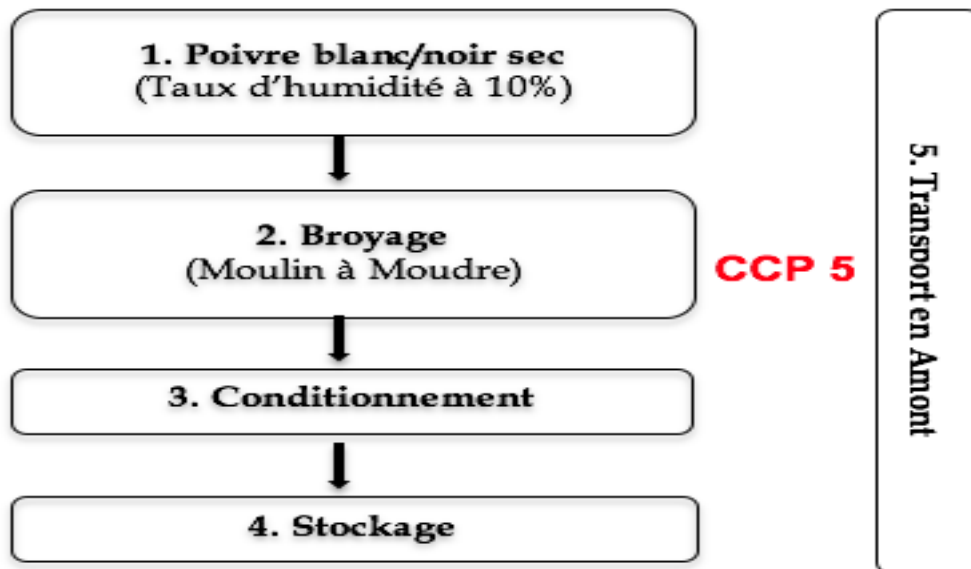 1. Poivre blanc/noir sec
(Taux d'humidité à 10%)
2. Broyage
(Moulin à Moudre)
CCP 5
3. Conditionnement
4. Stockage
5. Transport en Amont